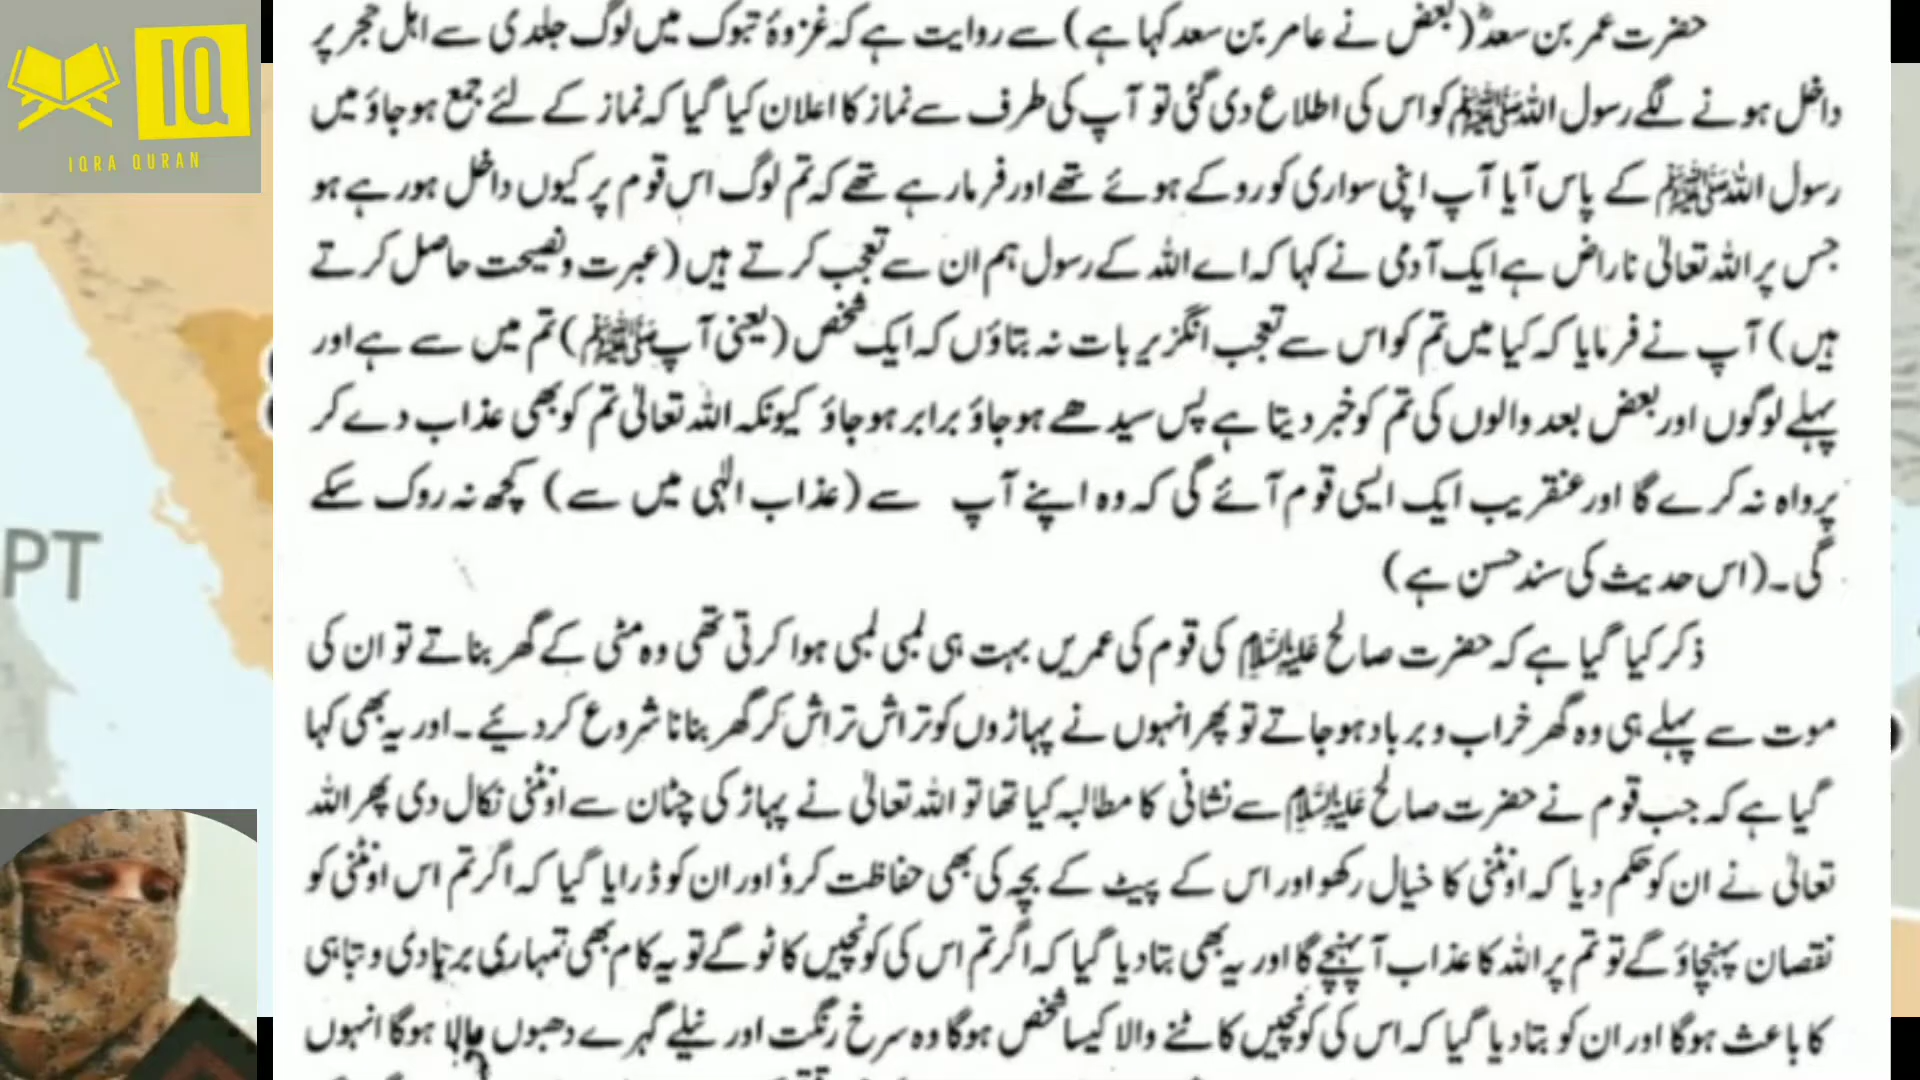 IQ
IQRA QURAN
PT
حضرت عمر بن سعدؓ (بعض نے عامر بن سعد کہا ہے) سے روایت ہے کہ غزوۂ تبوک میں لوگ جلدی سے اہل حجر پر
داخل ہونے لگے رسول اللہ ﷺ کو اس کی اطلاع دی گئی تو آپ کی طرف سے نماز کا اعلان کیا گیا کہ نماز کے لئے جمع ہو جاؤ میں
رسول اللہ ﷺ کے پاس آیا آپ اپنی سواری کو روکے ہوئے تھے اور فرما رہے تھے کہ تم لوگ اس قوم پر کیوں داخل ہو رہے ہو
جس پر اللہ تعالیٰ ناراض ہے ایک آدمی نے کہا کہ اے اللہ کے رسول ہم ان سے تعجب کرتے ہیں (عبرت و نصیحت حاصل کرتے
ہیں) آپ نے فرمایا کہ کیا میں تم کو اس سے تعجب انگیز بات نہ بتاؤں کہ ایک شخص (یعنی آپ ﷺ) تم میں سے ہے اور
پہلے لوگوں اور بعض بعد والوں کی تم کو خبر دیتا ہے پس سیدھے ہو جاؤ برابر ہو جاؤ کیونکہ اللہ تعالیٰ تم کو بھی عذاب دے کر
پرواہ نہ کرے گا اور عنقریب ایک ایسی قوم آئے گی کہ وہ اپنے آپ سے (عذاب الٰہی میں سے) کچھ نہ روک سکے
گی۔ (اس حدیث کی سند حسن ہے)
ذکر کیا گیا ہے کہ حضرت صالح علیہ السلام کی قوم کی عمریں بہت ہی لمبی لمبی ہوا کرتی تھی وہ مٹی کے گھر بناتے تو ان کی
موت سے پہلے ہی وہ گھر خراب و برباد ہو جاتے تو پھر انہوں نے پہاڑوں کو تراش تراش کر گھر بنانا شروع کر دیئے۔ اور یہ بھی کہا
گیا ہے کہ جب قوم نے حضرت صالح علیہ السلام سے نشانی کا مطالبہ کیا تھا تو اللہ تعالیٰ نے پہاڑ کی چٹان سے اونٹنی نکال دی پھر اللہ
تعالیٰ نے ان کو حکم دیا کہ اونٹنی کا خیال رکھو اور اس کے پیٹ کے بچہ کی بھی حفاظت کرو' اور ان کو ڈرایا گیا کہ اگر تم اس اونٹنی کو
نقصان پہنچاؤ گے تو تم پر اللہ کا عذاب آ پہنچے گا اور یہ بھی بتا دیا گیا کہ اگر تم اس کی کونچیں کاٹو گے تو یہ کام بھی تمہاری بربادی و تباہی
کا باعث ہوگا اور ان کو بتا دیا گیا کہ اس کی کونچیں کاٹنے والا کیسا شخص ہوگا وہ سرخ رنگت اور نیلے گہرے دھبوں والا ہوگا انہوں